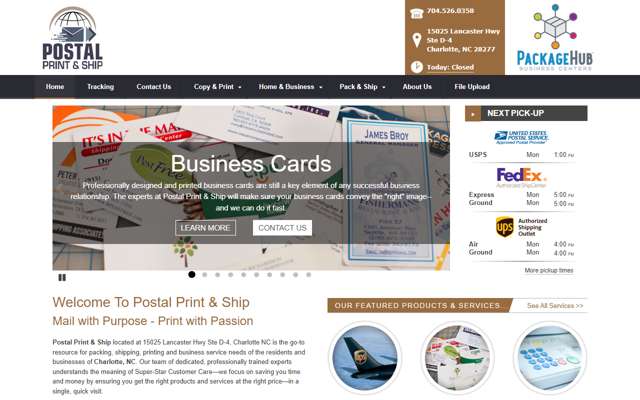 POSTAL
PRINT & SHIP
704.526.0358
15025 Lancaster Hwy
Ste D-4
Charlotte, NC 28277
Today: Closed
PACKAGEHUB
BUSINESS CENTERS
Home
Tracking
Contact Us
Copy & Print
Home & Business
Pack & Ship
About Us
File Upload
IT'S IN THE MAIL
JAMES BROY
GENERAL MANAGER
Business Cards
Professionally designed and printed business cards are still a key element of any successful business
relationship. The experts at Postal Print & Ship will make sure your business cards convey the "right" image--
and we can do it fast.
LEARN MORE
CONTACT US
NEXT PICK-UP
UNITED STATES
POSTAL SERVICE
Approved Postal Provider
USPS Mon 1:00 PM
FedEx
Authorized ShipCenter
Express Mon 5:00 PM
Ground Mon 5:00 PM
ups
Authorized
Shipping
Outlet
Air Mon 4:00 PM
Ground Mon 4:00 PM
More pickup times
Welcome To Postal Print & Ship
Mail with Purpose - Print with Passion
Postal Print & Ship located at 15025 Lancaster Hwy Ste D-4, Charlotte NC is the go-to
resource for packing, shipping, printing and business service needs of the residents and
businesses of Charlotte, NC. Our team of dedicated, professionally trained experts
understands the meaning of Super-Star Customer Care—we focus on saving you time
and money by ensuring you get the right products and services at the right price—in a
single, quick visit.
OUR FEATURED PRODUCTS & SERVICES...
See All Services >>